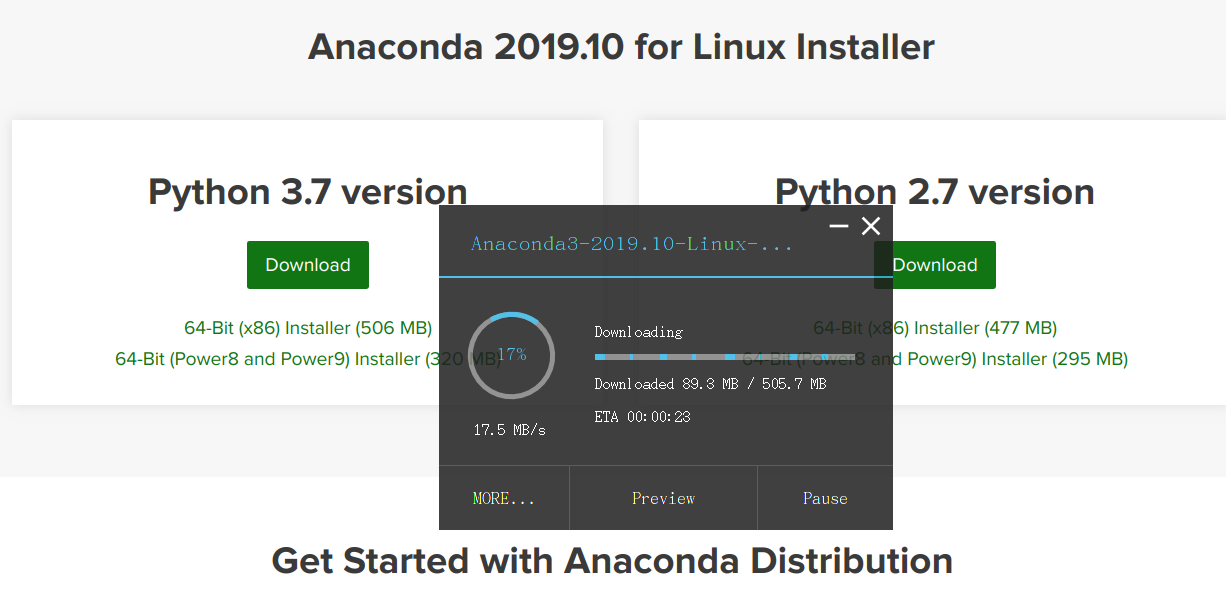 Anaconda 2019.10 for Linux Installer
Python 3.7 version
Download
64-Bit (x86) Installer (506 MB)
64-Bit (Power8 and Power9) Installer (320 MB)
Python 2.7 version
Download
64-Bit (x86) Installer (477 MB)
64-Bit (Power8 and Power9) Installer (295 MB)
Anaconda3-2019.10-Linux-...
17%
17.5 MB/s
Downloading
Downloaded 89.3 MB / 505.7 MB
ETA 00:00:23
MORE...
Preview
Pause
Get Started with Anaconda Distribution